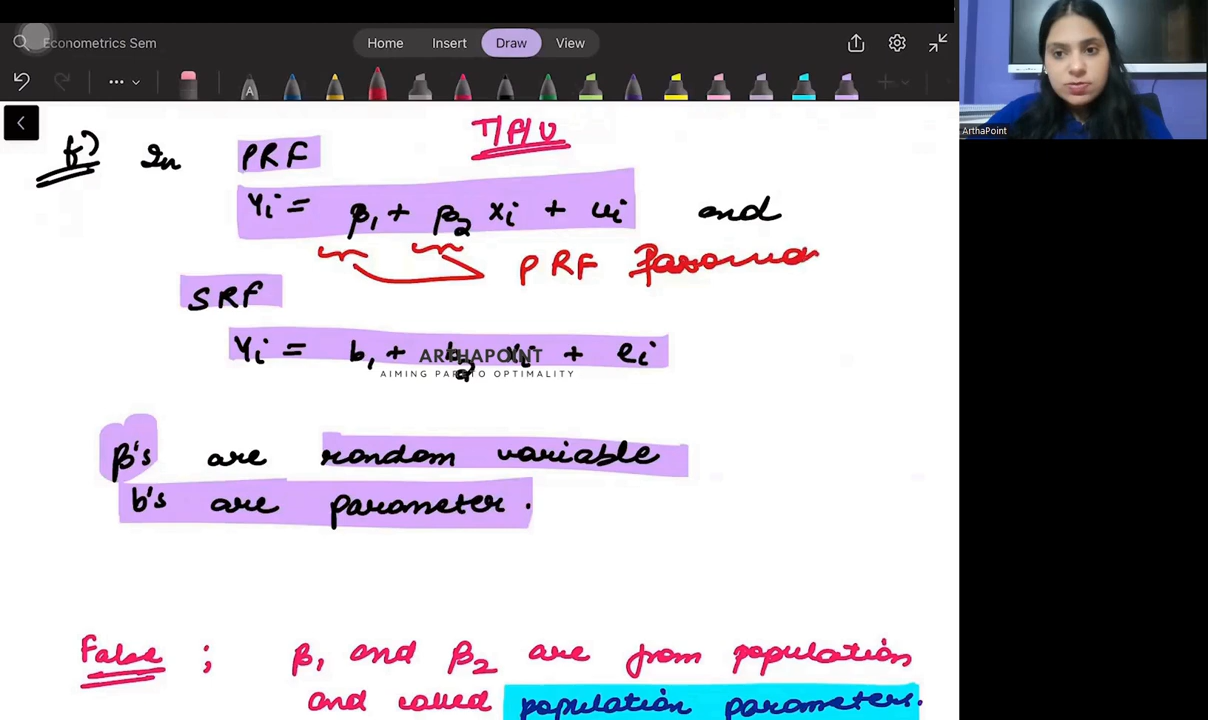 Econometrics Sem
Home Insert Draw View
ArthaPoint
T/F/U
f) In PRF
Yi = β1 + β2 xi + ui and
PRF
SRF
Yi = b1 + b2 xi + ei
ARTHAPOINT
AIMING PARETO OPTIMALITY
β's are random variable
b's are parameter.
False ; β1 and β2 are from population
and called population parameters.